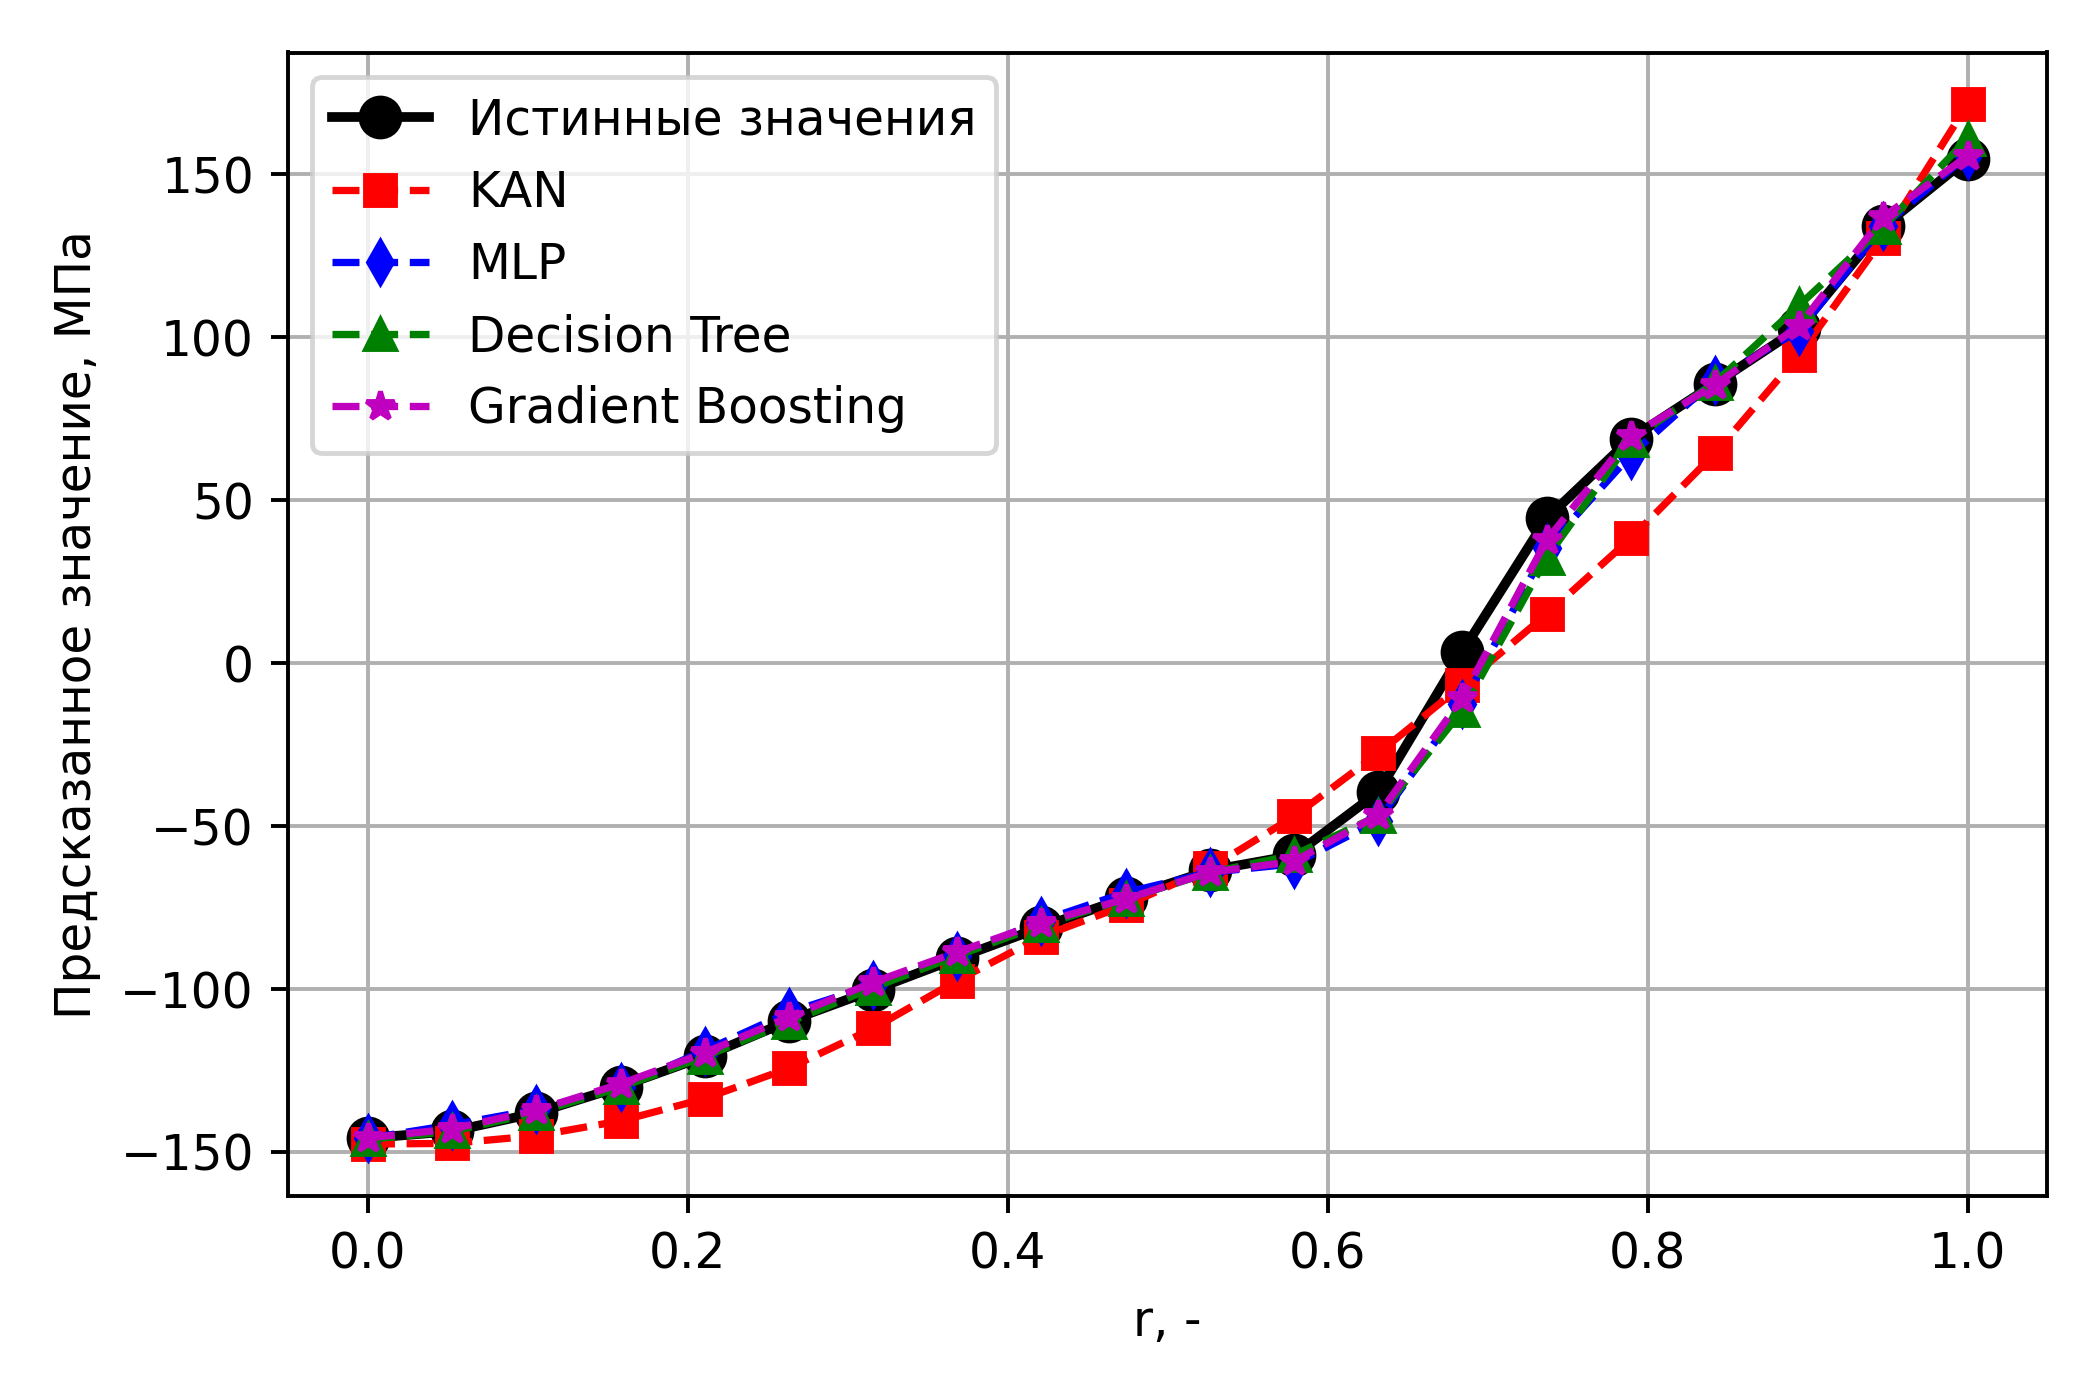 Истинные значения
KAN
MLP
Decision Tree
Gradient Boosting
Предсказанное значение, МПа
150
100
50
0
−50
−100
−150
0.0 0.2 0.4 0.6 0.8 1.0
r, -